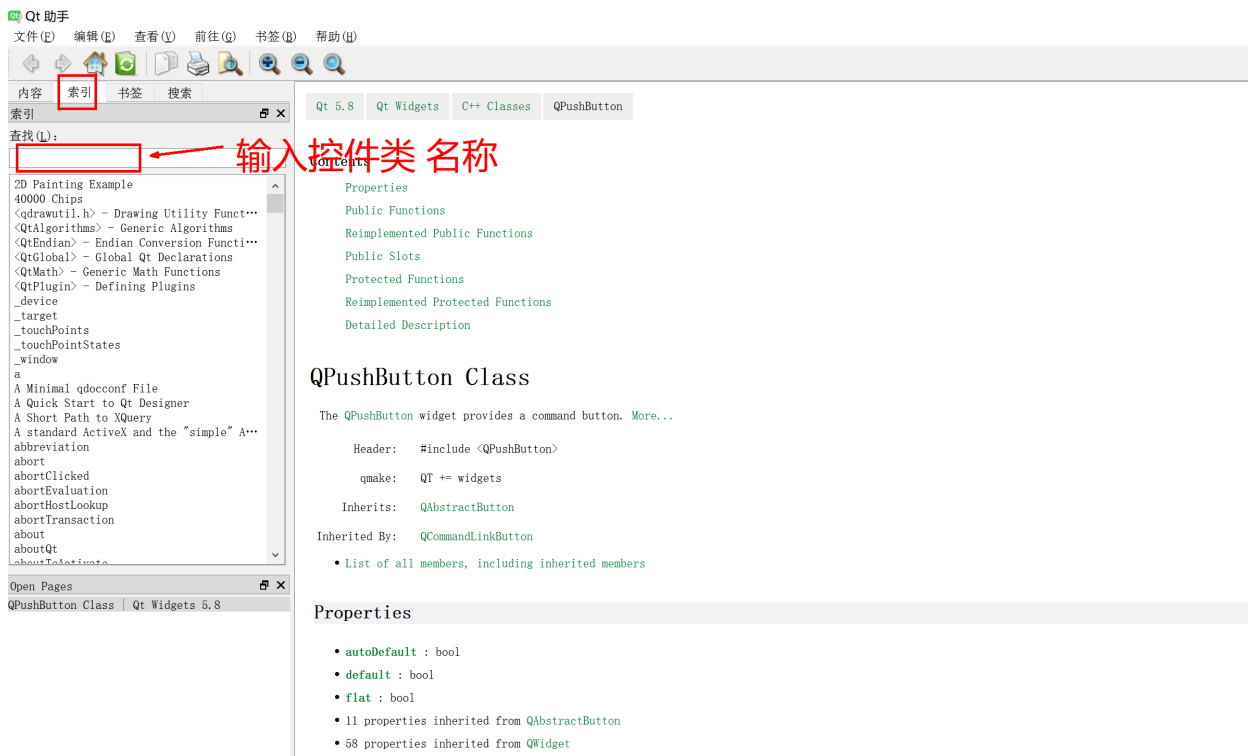 Qt 助手
文件(F) 编辑(E) 查看(V) 前往(G) 书签(B) 帮助(H)
内容 索引 书签 搜索
索引
查找(L):
输入控件类 名称
2D Painting Example
40000 Chips
<qdrawutil.h> - Drawing Utility Funct···
<QtAlgorithms> - Generic Algorithms
<QtEndian> - Endian Conversion Functi···
<QtGlobal> - Global Qt Declarations
<QtMath> - Generic Math Functions
<QtPlugin> - Defining Plugins
_device
_target
_touchPoints
_touchPointStates
_window
a
A Minimal qdocconf File
A Quick Start to Qt Designer
A Short Path to XQuery
A standard ActiveX and the "simple" A···
abbreviation
abort
abortClicked
abortEvaluation
abortHostLookup
abortTransaction
about
aboutQt
aboutToActivate
Open Pages
QPushButton Class | Qt Widgets 5.8
Qt 5.8 Qt Widgets C++ Classes QPushButton
Contents
Properties
Public Functions
Reimplemented Public Functions
Public Slots
Protected Functions
Reimplemented Protected Functions
Detailed Description
QPushButton Class
The QPushButton widget provides a command button. More...
Header: #include <QPushButton>
qmake: QT += widgets
Inherits: QAbstractButton
Inherited By: QCommandLinkButton
• List of all members, including inherited members
Properties
• autoDefault : bool
• default : bool
• flat : bool
• 11 properties inherited from QAbstractButton
• 58 properties inherited from QWidget